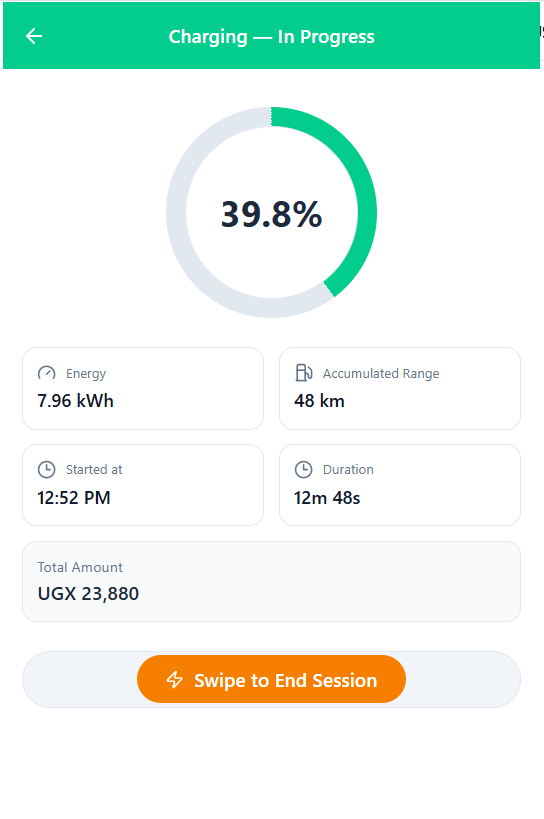 Charging — In Progress
39.8%
Energy
7.96 kWh
Accumulated Range
48 km
Started at
12:52 PM
Duration
12m 48s
Total Amount
UGX 23,880
Swipe to End Session